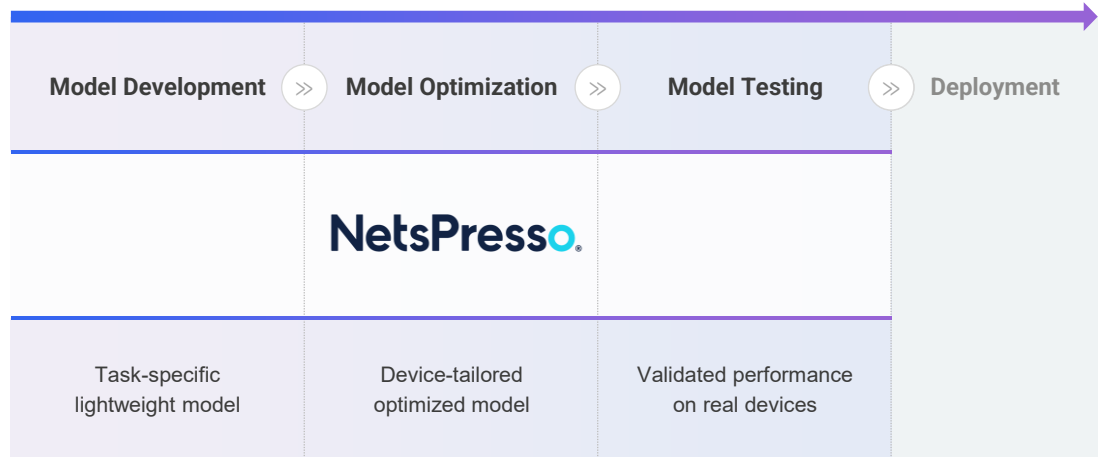 Model Development
Model Optimization
Model Testing
Deployment
NetsPresso®
Task-specific
lightweight model
Device-tailored
optimized model
Validated performance
on real devices